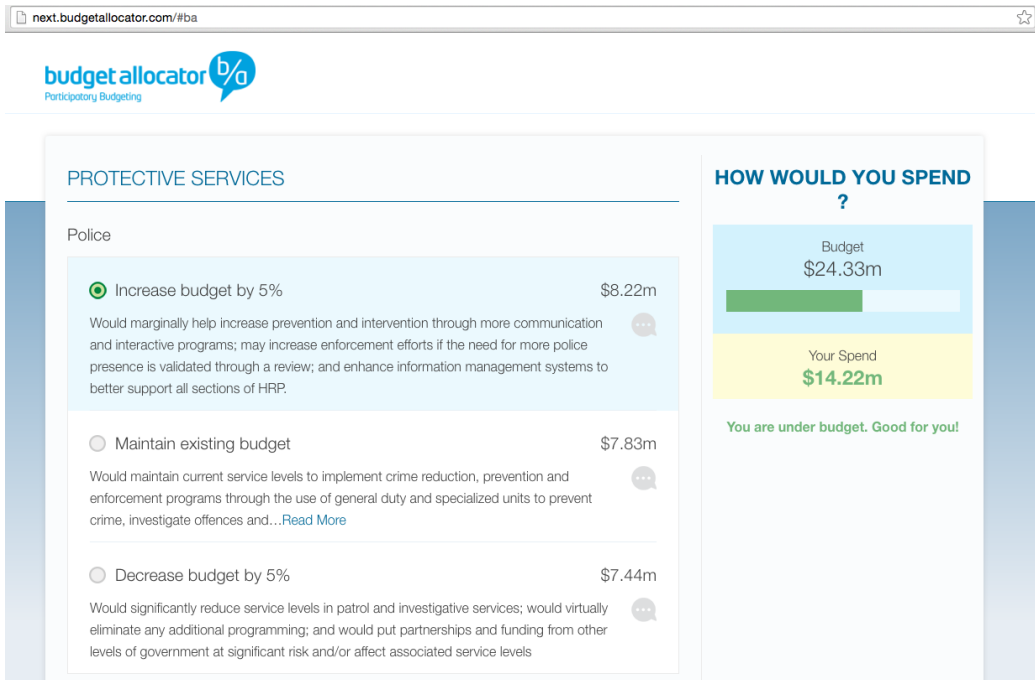 next.budgetallocator.com/#ba
budget allocator b/a
Participatory Budgeting
PROTECTIVE SERVICES
Police
Increase budget by 5% $8.22m
Would marginally help increase prevention and intervention through more communication
and interactive programs; may increase enforcement efforts if the need for more police
presence is validated through a review; and enhance information management systems to
better support all sections of HRP.
Maintain existing budget $7.83m
Would maintain current service levels to implement crime reduction, prevention and
enforcement programs through the use of general duty and specialized units to prevent
crime, investigate offences and…Read More
Decrease budget by 5% $7.44m
Would significantly reduce service levels in patrol and investigative services; would virtually
eliminate any additional programming; and would put partnerships and funding from other
levels of government at significant risk and/or affect associated service levels
HOW WOULD YOU SPEND
?
Budget
$24.33m
Your Spend
$14.22m
You are under budget. Good for you!